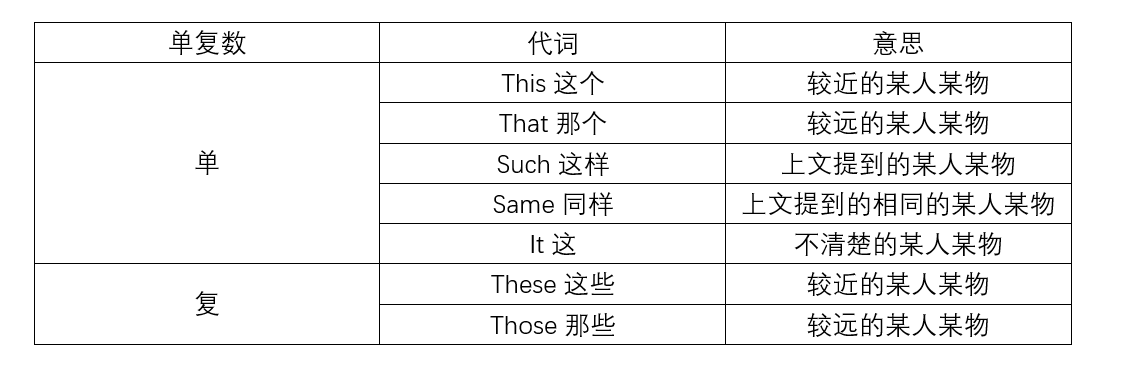 单复数 代词 意思
This 这个 较近的某人某物
That 那个 较远的某人某物
单 Such 这样 上文提到的某人某物
Same 同样 上文提到的相同的某人某物
It 这 不清楚的某人某物
复 These 这些 较近的某人某物
Those 那些 较远的某人某物